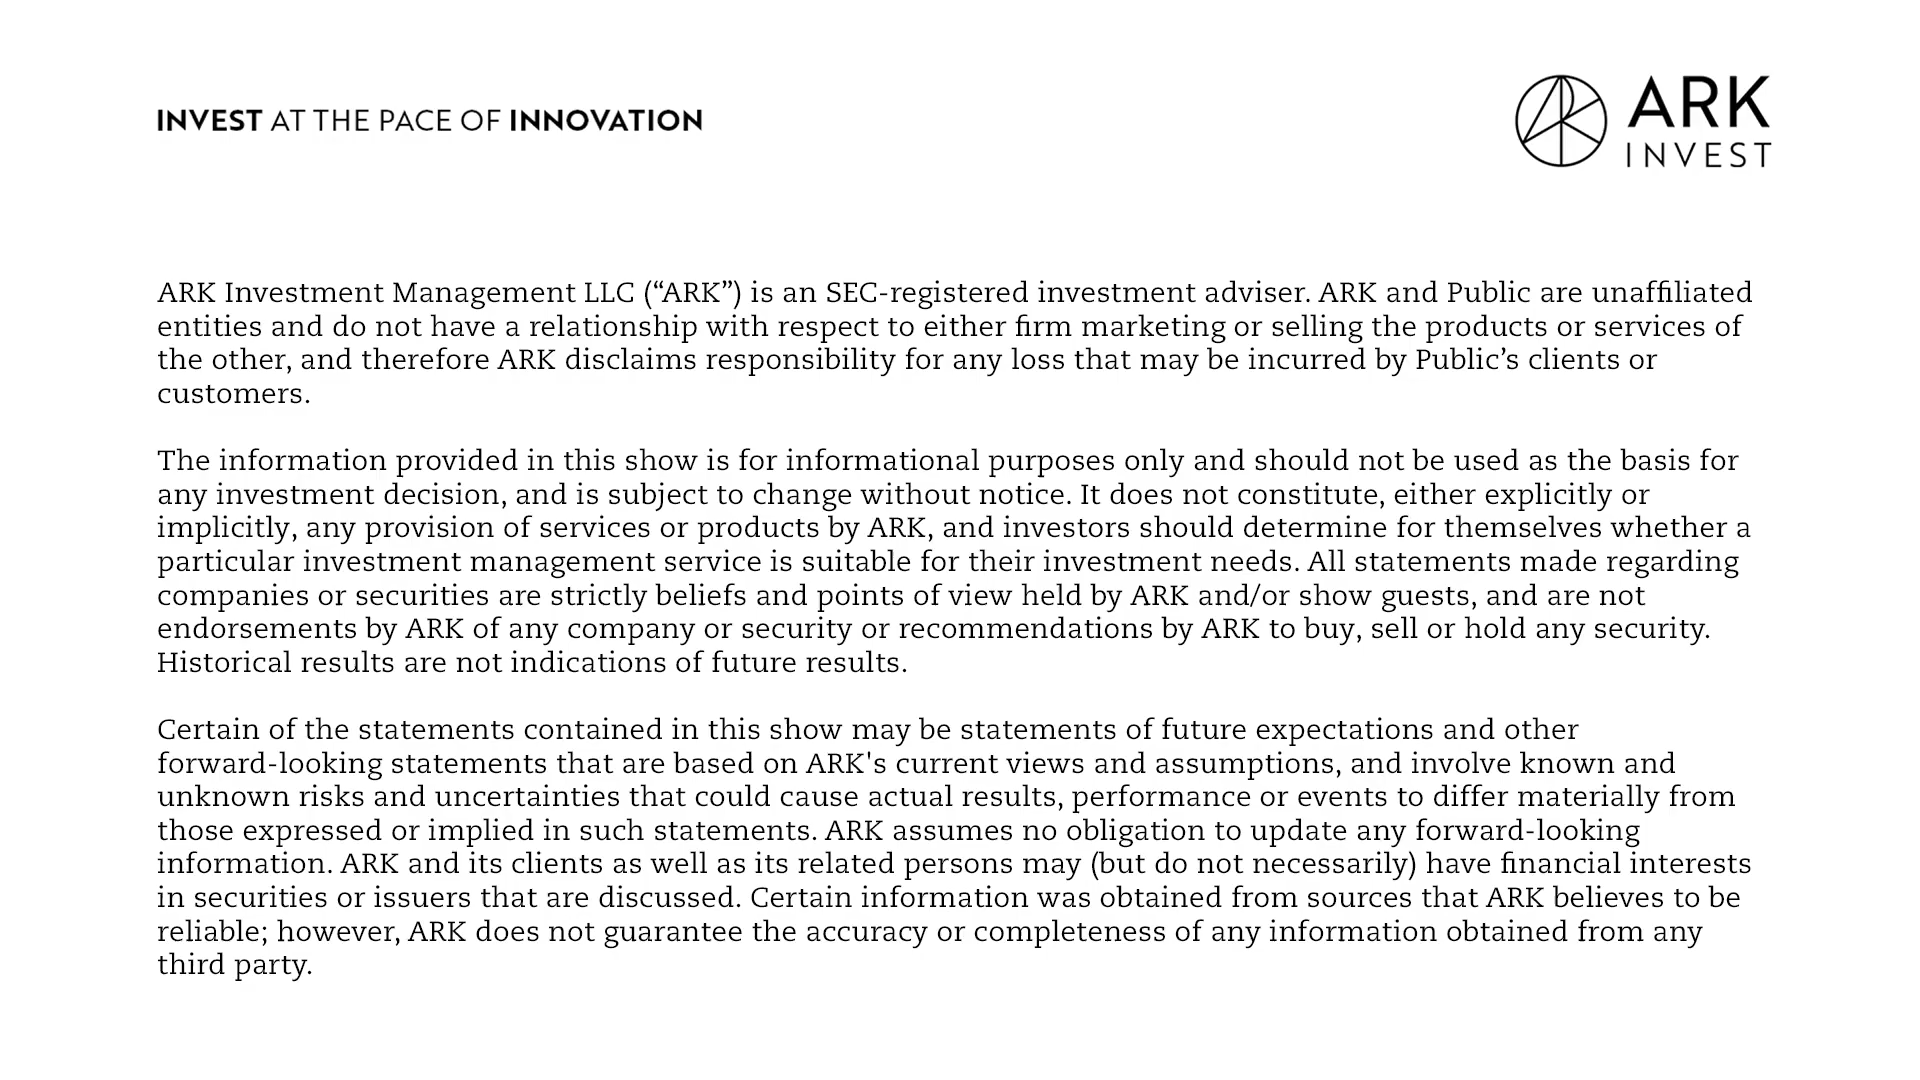 INVEST AT THE PACE OF INNOVATION
ARK
INVEST
ARK Investment Management LLC (“ARK”) is an SEC-registered investment adviser. ARK and Public are unaffiliated
entities and do not have a relationship with respect to either firm marketing or selling the products or services of
the other, and therefore ARK disclaims responsibility for any loss that may be incurred by Public’s clients or
customers.
The information provided in this show is for informational purposes only and should not be used as the basis for
any investment decision, and is subject to change without notice. It does not constitute, either explicitly or
implicitly, any provision of services or products by ARK, and investors should determine for themselves whether a
particular investment management service is suitable for their investment needs. All statements made regarding
companies or securities are strictly beliefs and points of view held by ARK and/or show guests, and are not
endorsements by ARK of any company or security or recommendations by ARK to buy, sell or hold any security.
Historical results are not indications of future results.
Certain of the statements contained in this show may be statements of future expectations and other
forward-looking statements that are based on ARK's current views and assumptions, and involve known and
unknown risks and uncertainties that could cause actual results, performance or events to differ materially from
those expressed or implied in such statements. ARK assumes no obligation to update any forward-looking
information. ARK and its clients as well as its related persons may (but do not necessarily) have financial interests
in securities or issuers that are discussed. Certain information was obtained from sources that ARK believes to be
reliable; however, ARK does not guarantee the accuracy or completeness of any information obtained from any
third party.